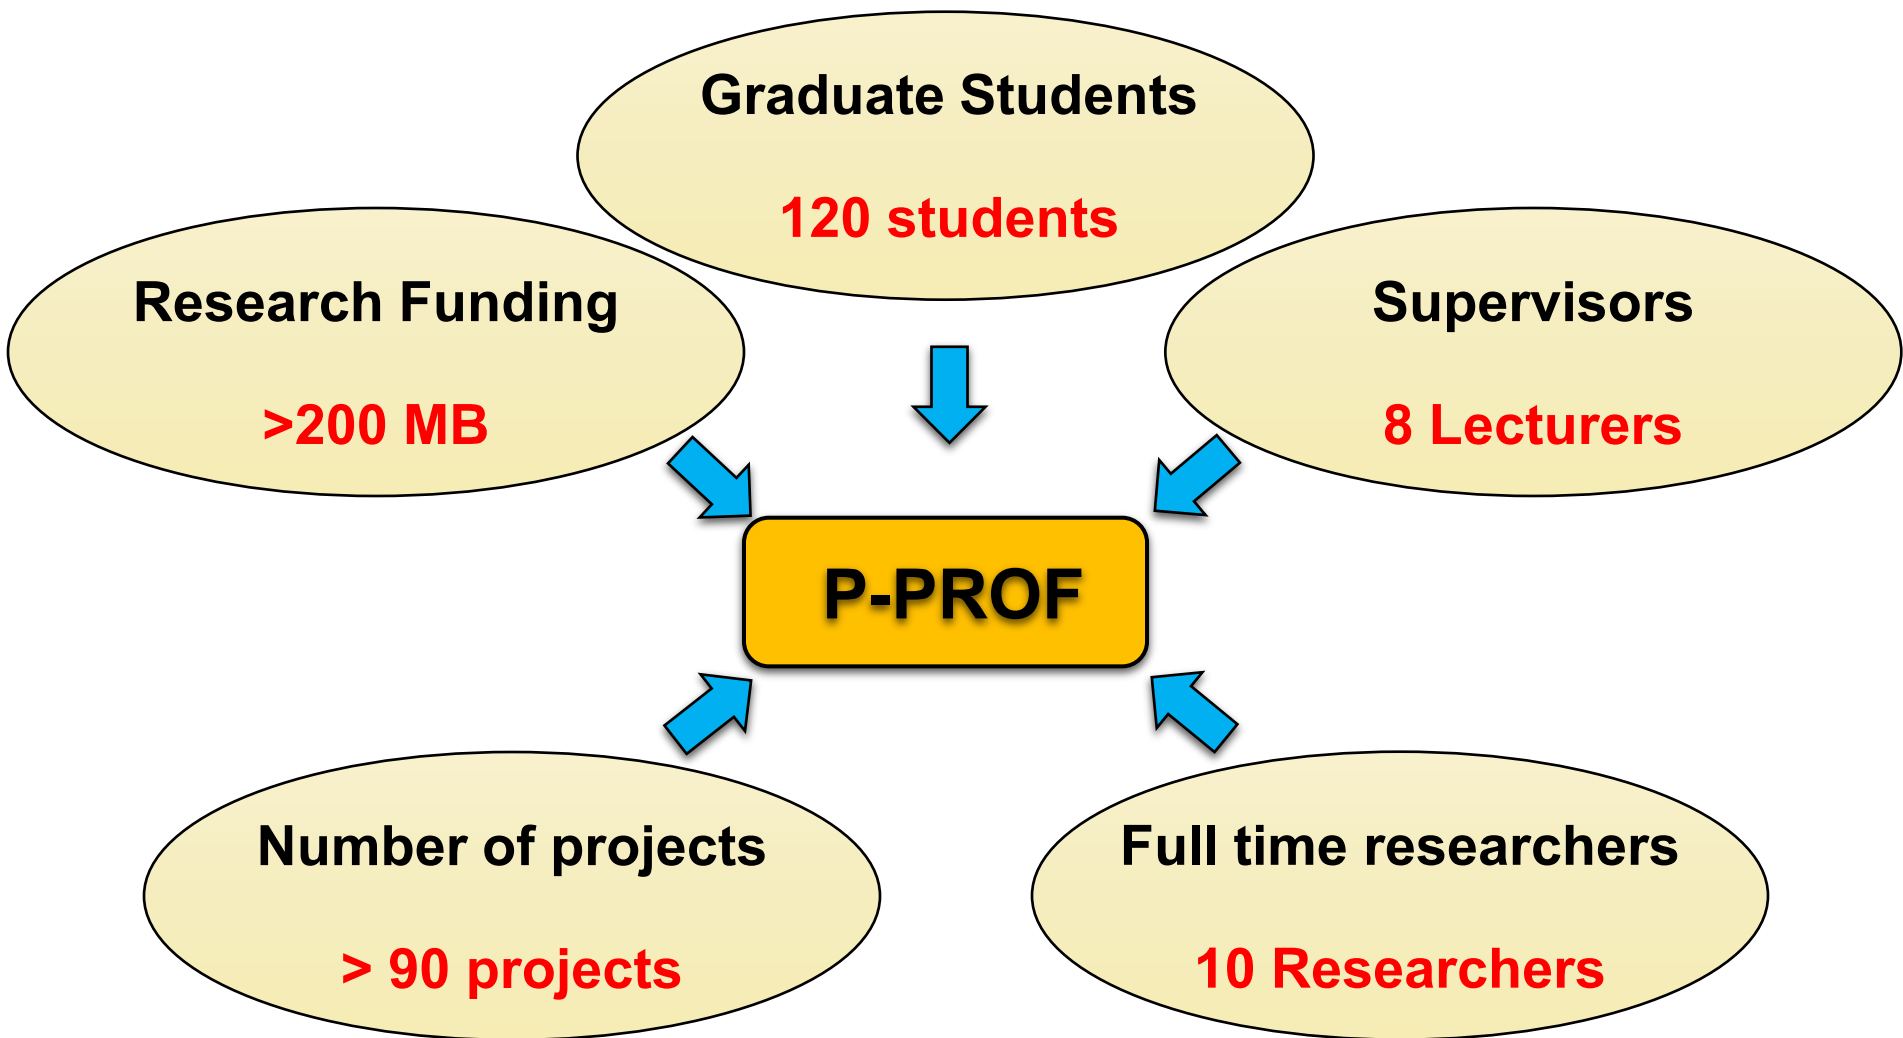 Graduate Students
120 students
Research Funding
>200 MB
Supervisors
8 Lecturers
P-PROF
Number of projects
> 90 projects
Full time researchers
10 Researchers